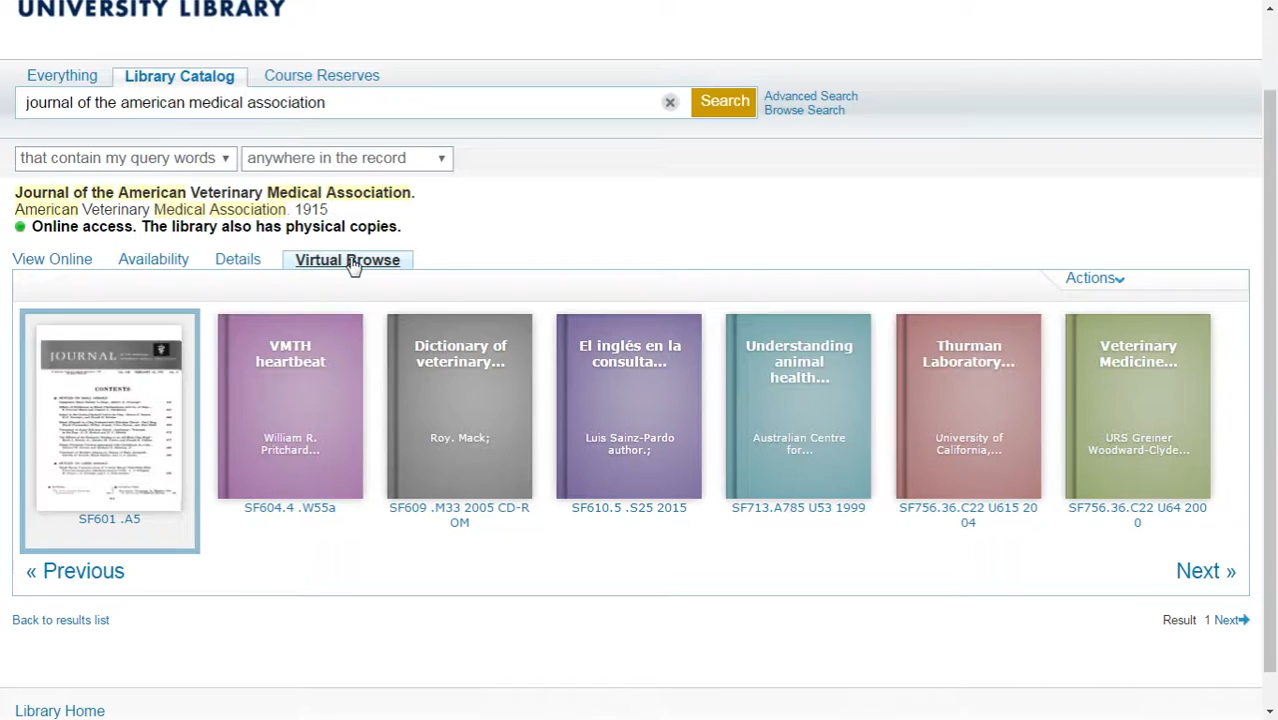 UNIVERSITY LIBRARY
Everything Library Catalog Course Reserves
journal of the american medical association Search
Advanced Search
Browse Search
that contain my query words anywhere in the record
Journal of the American Veterinary Medical Association.
American Veterinary Medical Association. 1915
Online access. The library also has physical copies.
View Online Availability Details Virtual Browse
Actions
JOURNAL
CONTENTS
SF601 .A5
VMTH
heartbeat
William R.
Pritchard...
SF604.4 .W55a
Dictionary of
veterinary...
Roy. Mack;
SF609 .M33 2005 CD-R
OM
El inglés en la
consulta...
Luis Sainz-Pardo
author.;
SF610.5 .S25 2015
Understanding
animal
health...
Australian Centre
for...
SF713.A785 U53 1999
Thurman
Laboratory...
University of
California,...
SF756.36.C22 U615 20
04
Veterinary
Medicine...
URS Greiner
Woodward-Clyde...
SF756.36.C22 U64 200
0
« Previous Next »
Back to results list Result 1 Next
Library Home